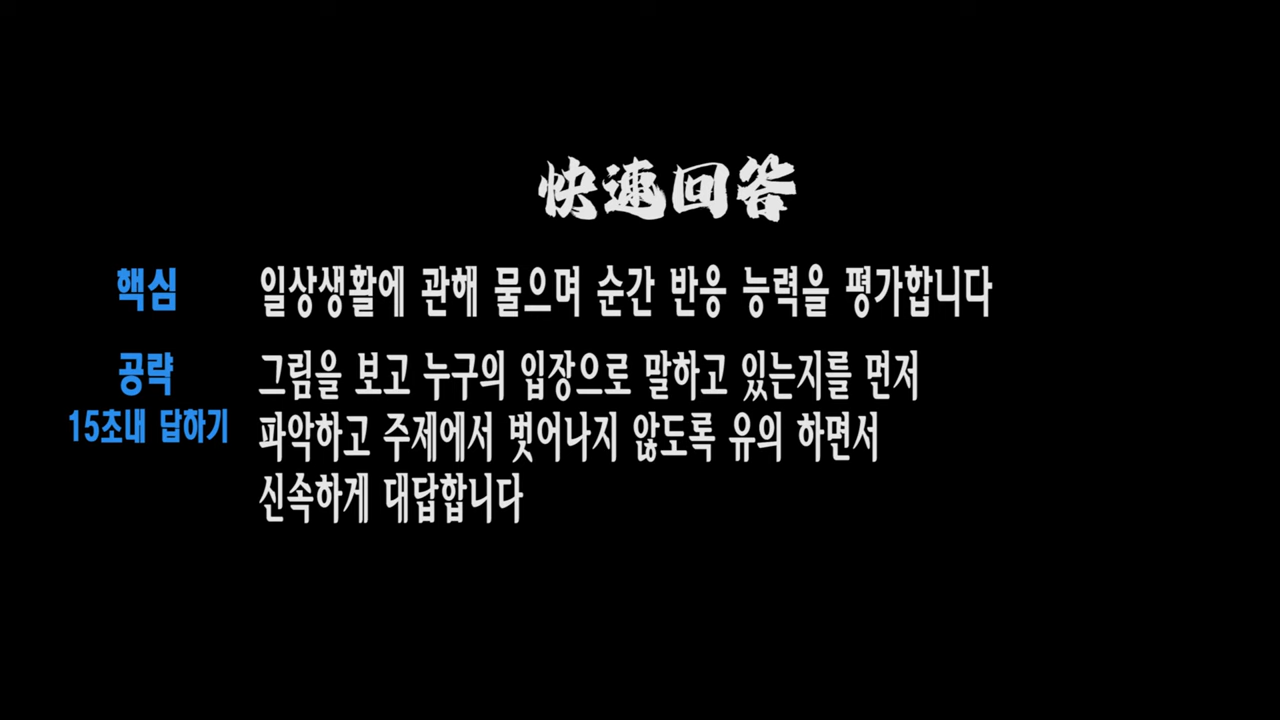 快速回答
핵심 일상생활에 관해 물으며 순간 반응 능력을 평가합니다
공략 그림을 보고 누구의 입장으로 말하고 있는지를 먼저
15초내 답하기 파악하고 주제에서 벗어나지 않도록 유의 하면서
신속하게 대답합니다